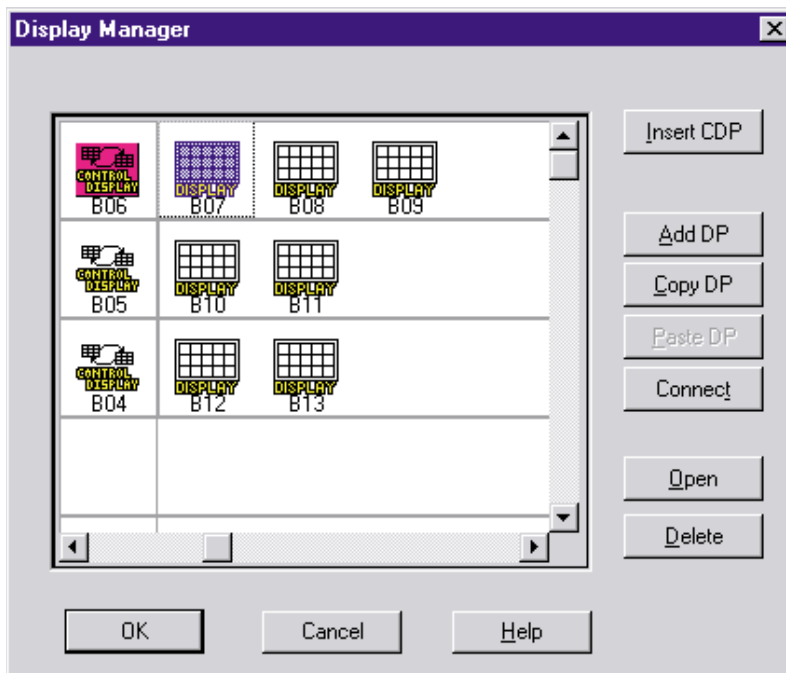 Display Manager
Insert CDP
CONTROL
DISPLAY
B06
DISPLAY
B07
DISPLAY
B08
DISPLAY
B09
Add DP
CONTROL
DISPLAY
B05
DISPLAY
B10
DISPLAY
B11
Copy DP
Paste DP
CONTROL
DISPLAY
B04
DISPLAY
B12
DISPLAY
B13
Connect
Open
Delete
OK
Cancel
Help